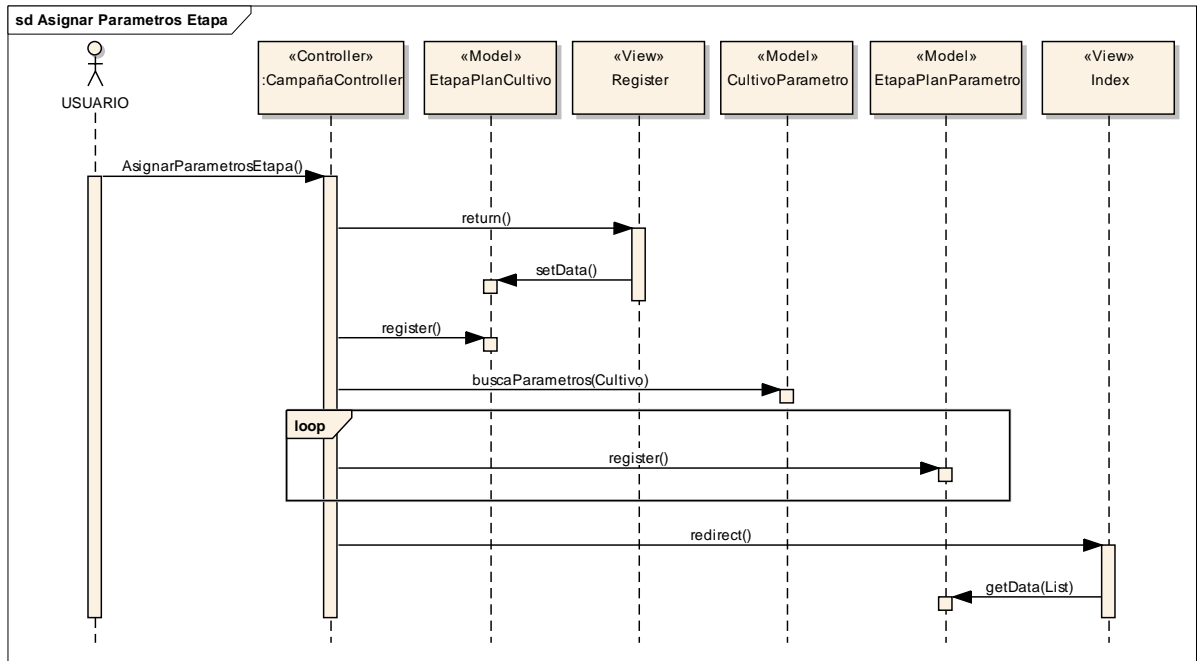 sd Asignar Parametros Etapa
USUARIO
«Controller»
:CampañaController
«Model»
EtapaPlanCultivo
«View»
Register
«Model»
CultivoParametro
«Model»
EtapaPlanParametro
«View»
Index
AsignarParametrosEtapa()
return()
setData()
register()
buscaParametros(Cultivo)
loop
register()
redirect()
getData(List)